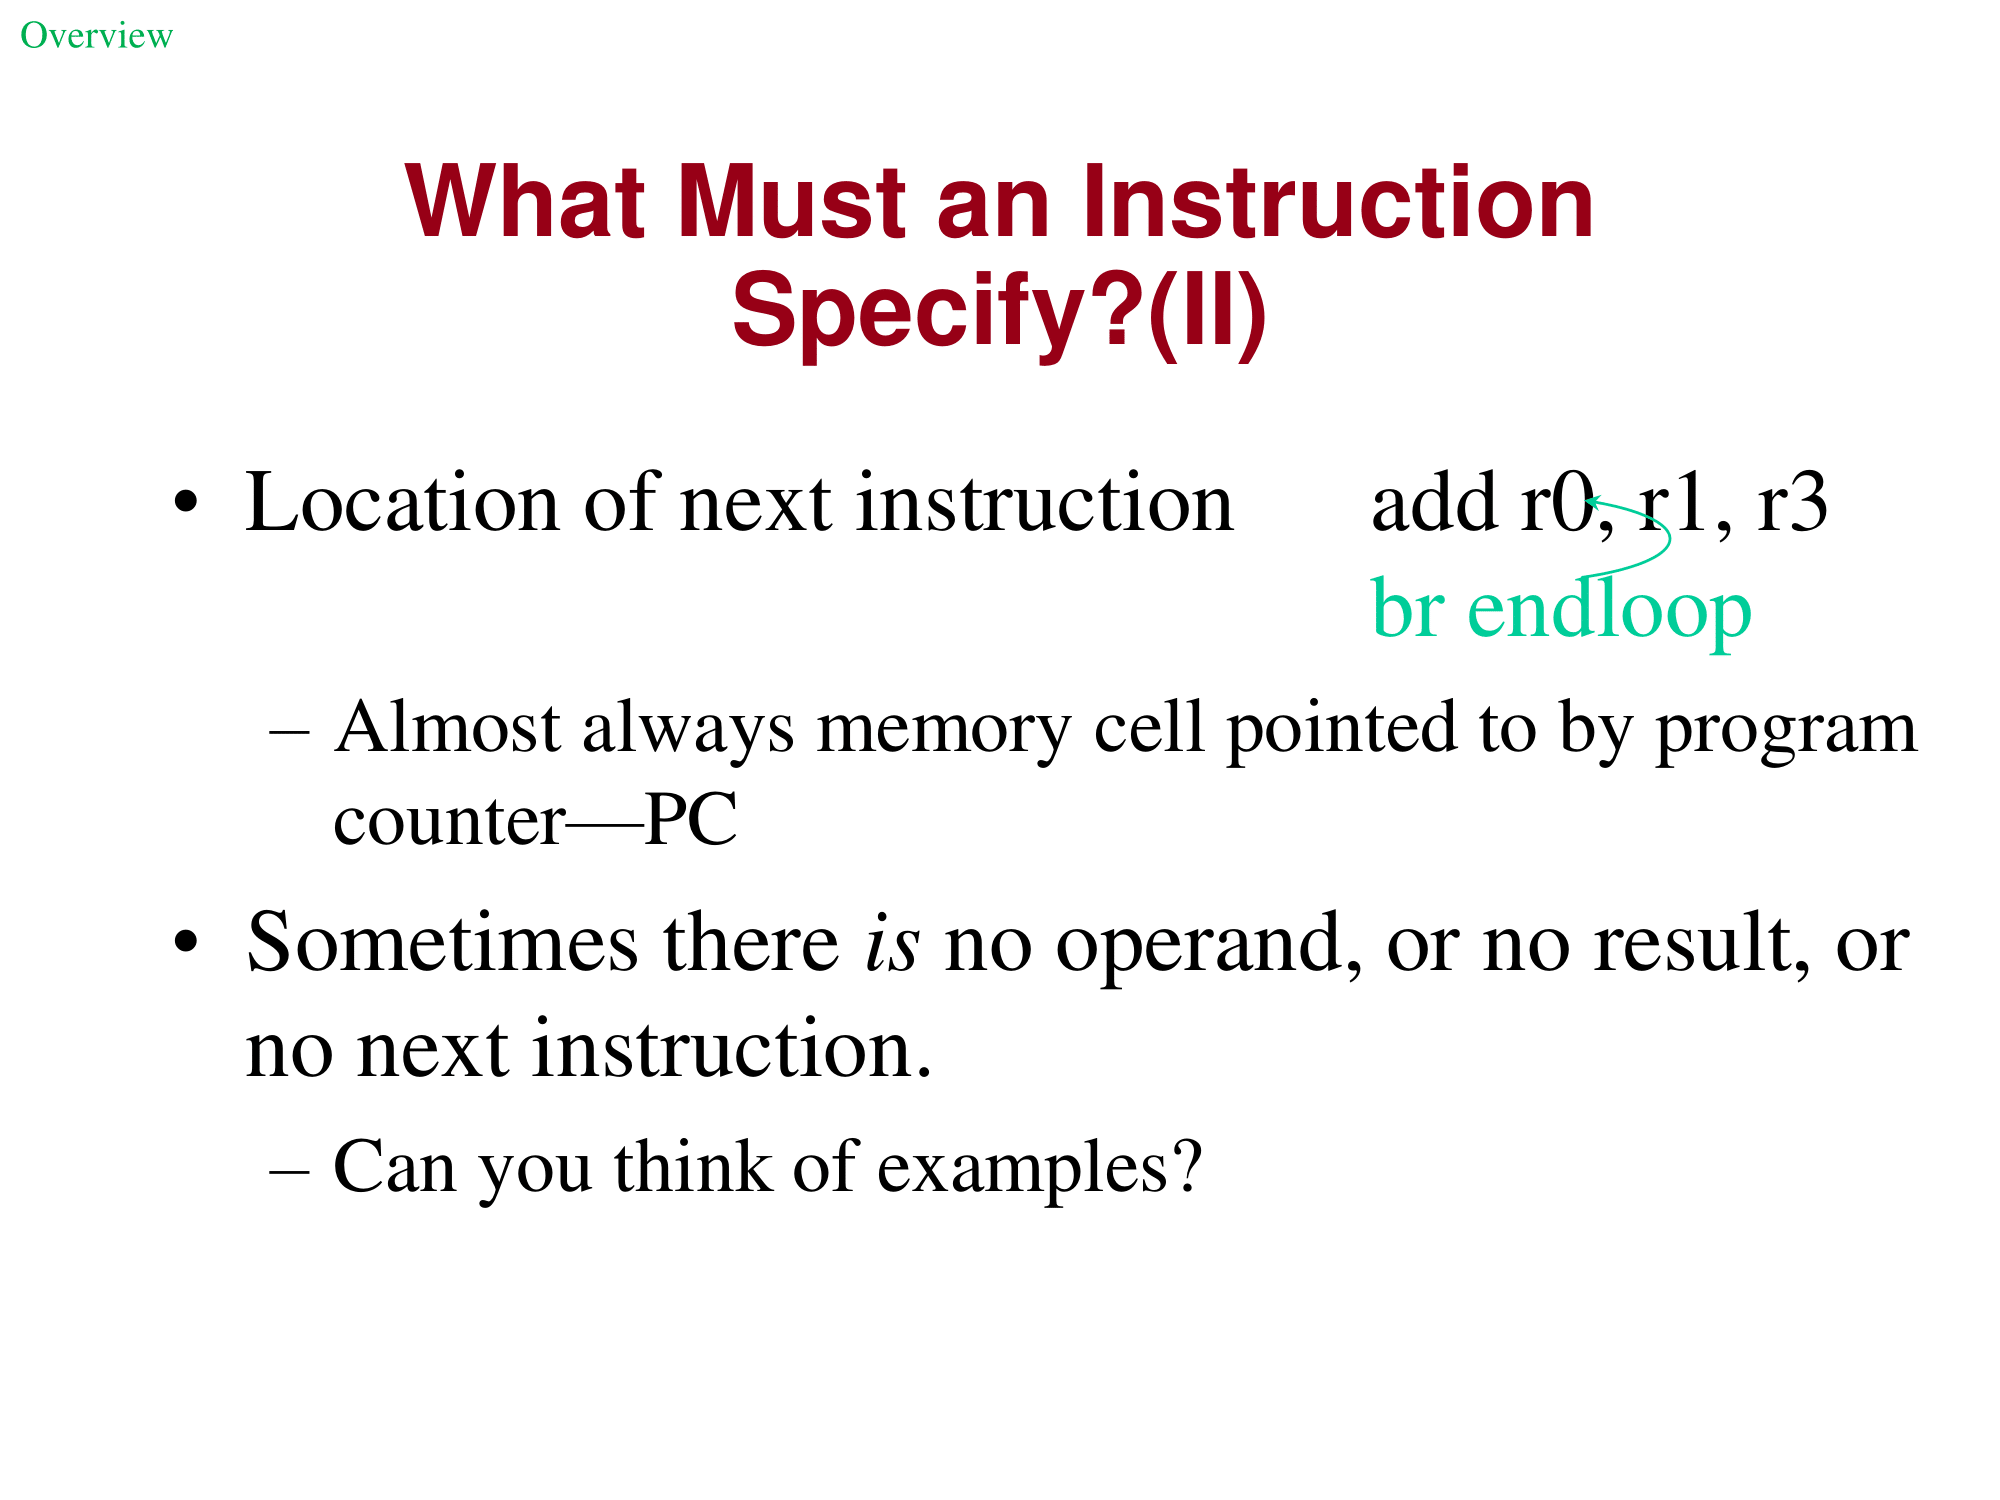 Overview
What Must an Instruction
Specify?(II)
• Location of next instruction add r0, r1, r3
br endloop
– Almost always memory cell pointed to by program
counter—PC
• Sometimes there is no operand, or no result, or
no next instruction.
– Can you think of examples?